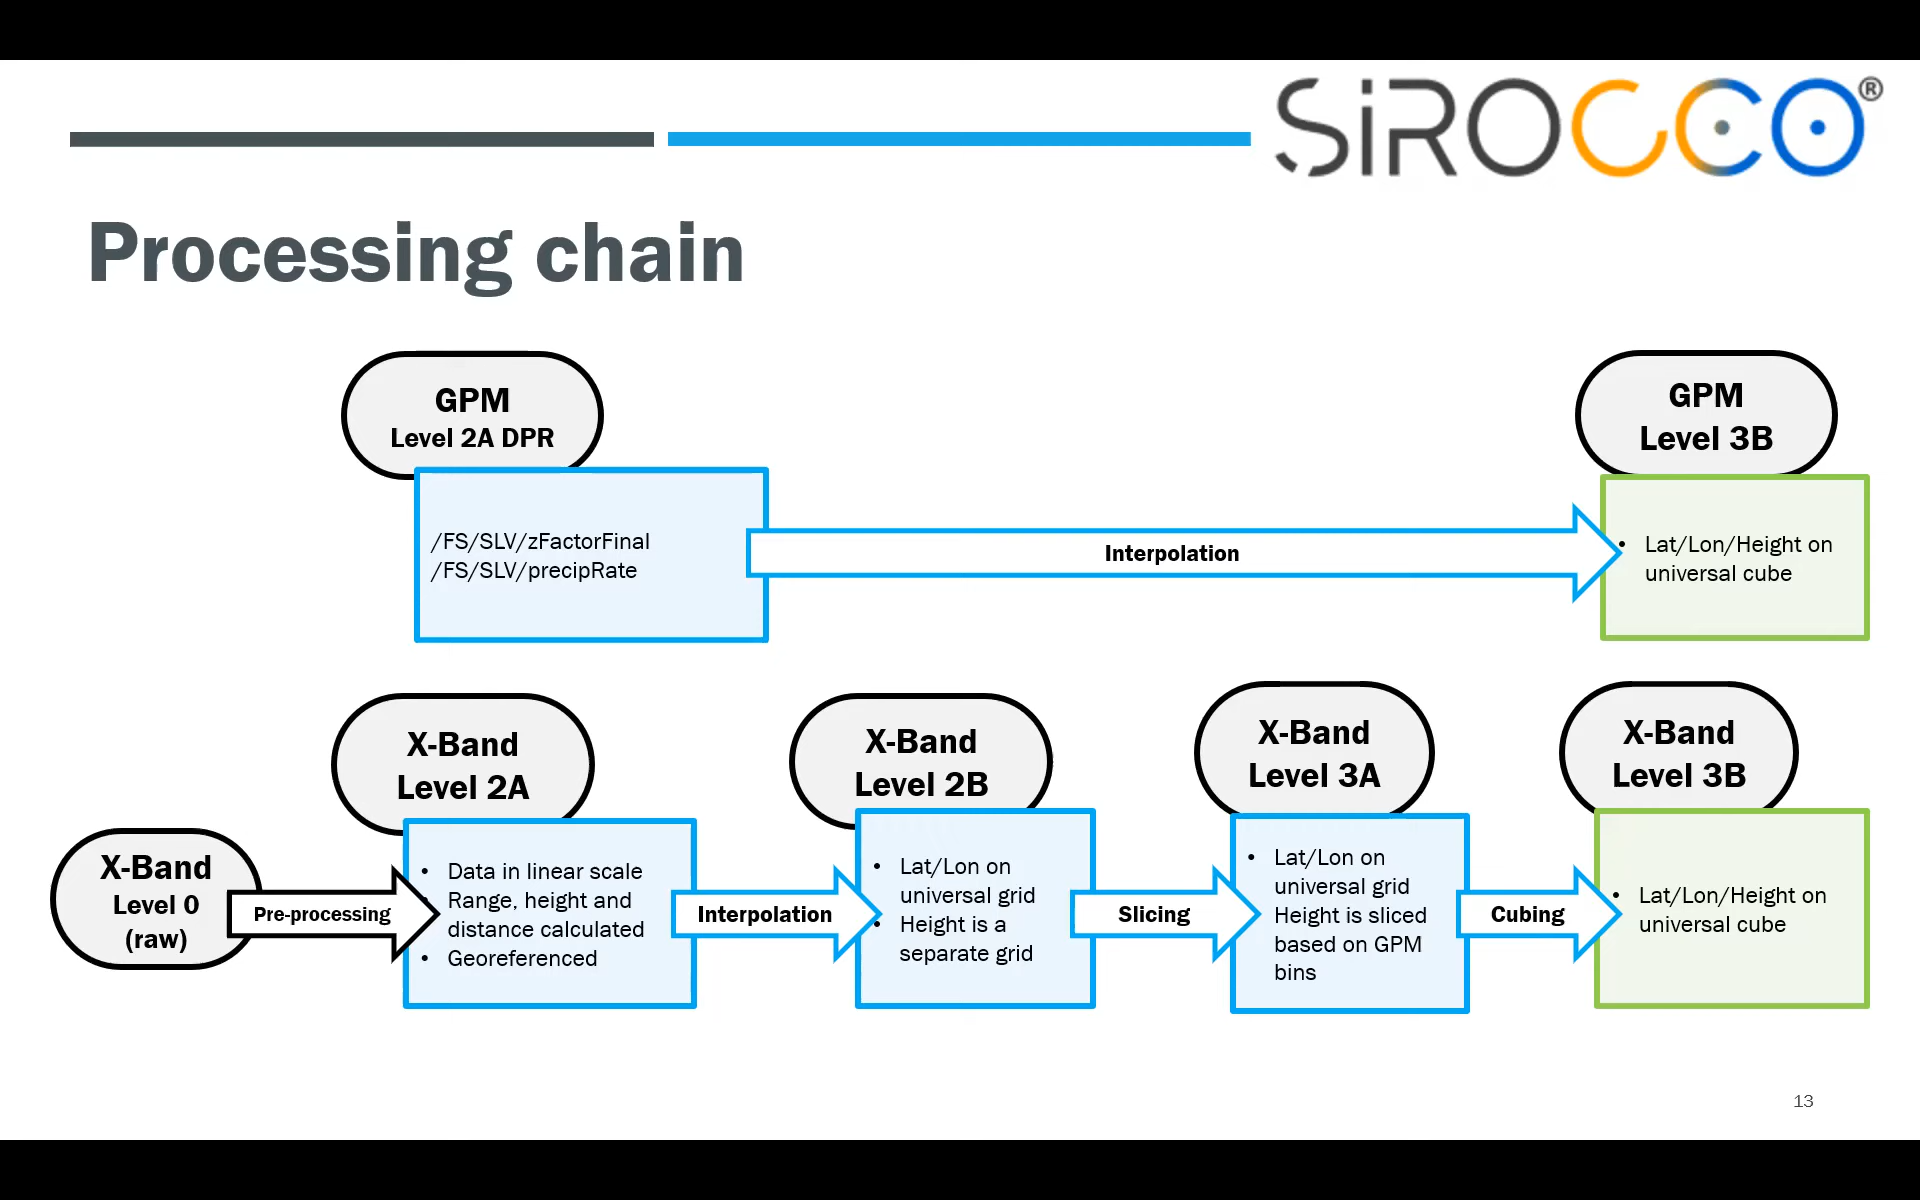 SiROCCO®
Processing chain
GPM
Level 2A DPR
/FS/SLV/zFactorFinal
/FS/SLV/precipRate
Interpolation
GPM
Level 3B
• Lat/Lon/Height on
universal cube
X-Band
Level 0
(raw)
Pre-processing
X-Band
Level 2A
• Data in linear scale
• Range, height and
distance calculated
• Georeferenced
Interpolation
X-Band
Level 2B
• Lat/Lon on
universal grid
• Height is a
separate grid
Slicing
X-Band
Level 3A
• Lat/Lon on
universal grid
Height is sliced
based on GPM
bins
Cubing
X-Band
Level 3B
• Lat/Lon/Height on
universal cube
13